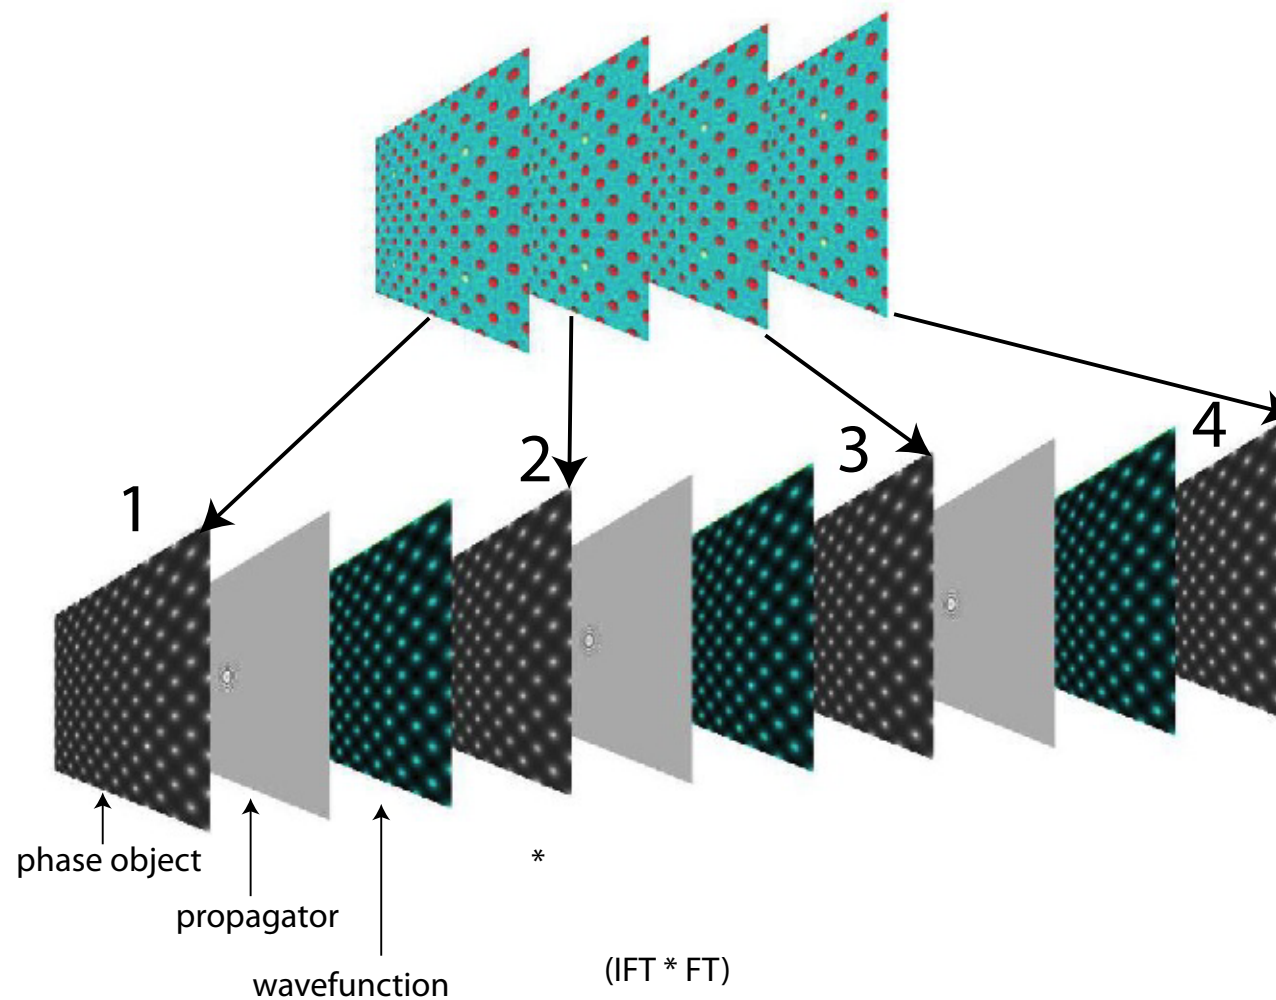 1
2
3
4
phase object
*
propagator
wavefunction
(IFT * FT)